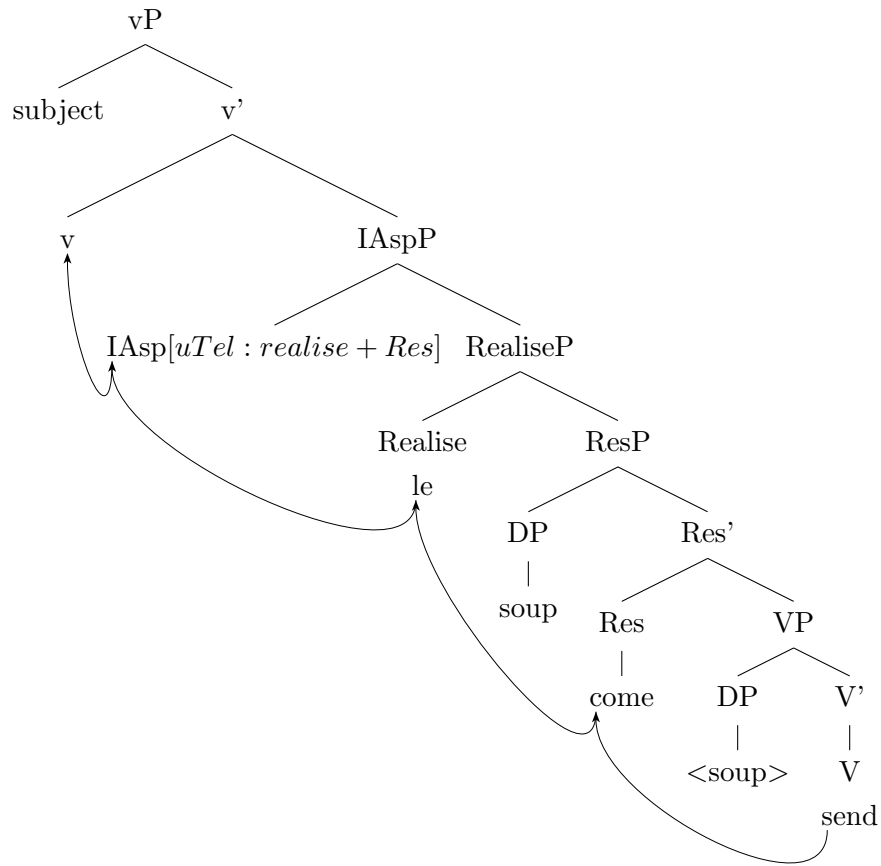 vP
subject v’
v IAspP
IAsp[uTel : realise + Res] RealiseP
Realise ResP
le
DP Res’
soup Res VP
come DP V’
<soup> V
send